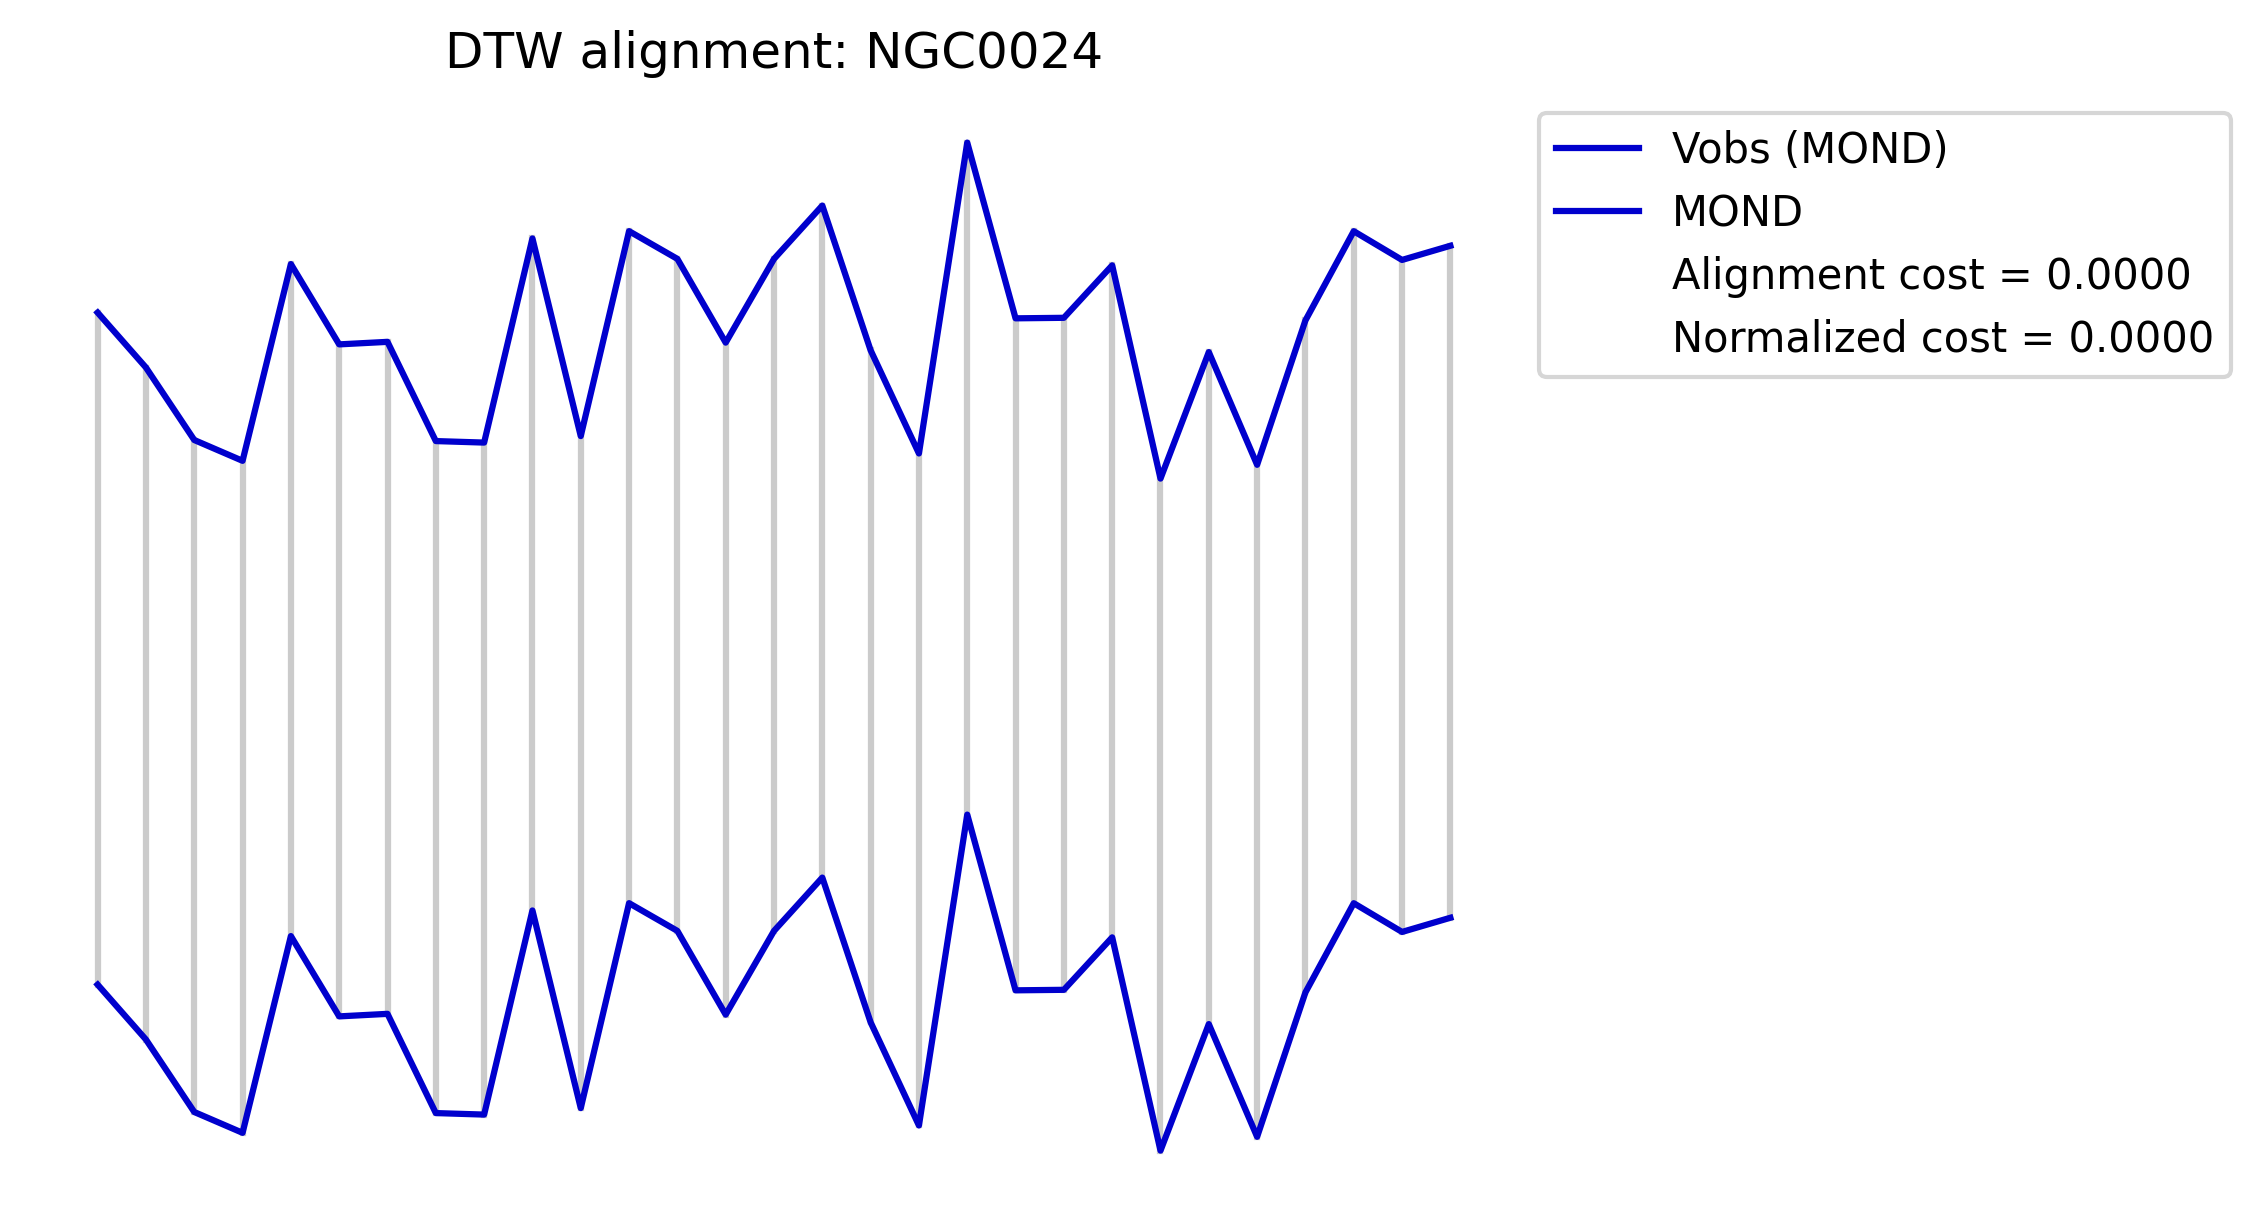 DTW alignment: NGC0024
Vobs (MOND)
MOND
Alignment cost = 0.0000
Normalized cost = 0.0000